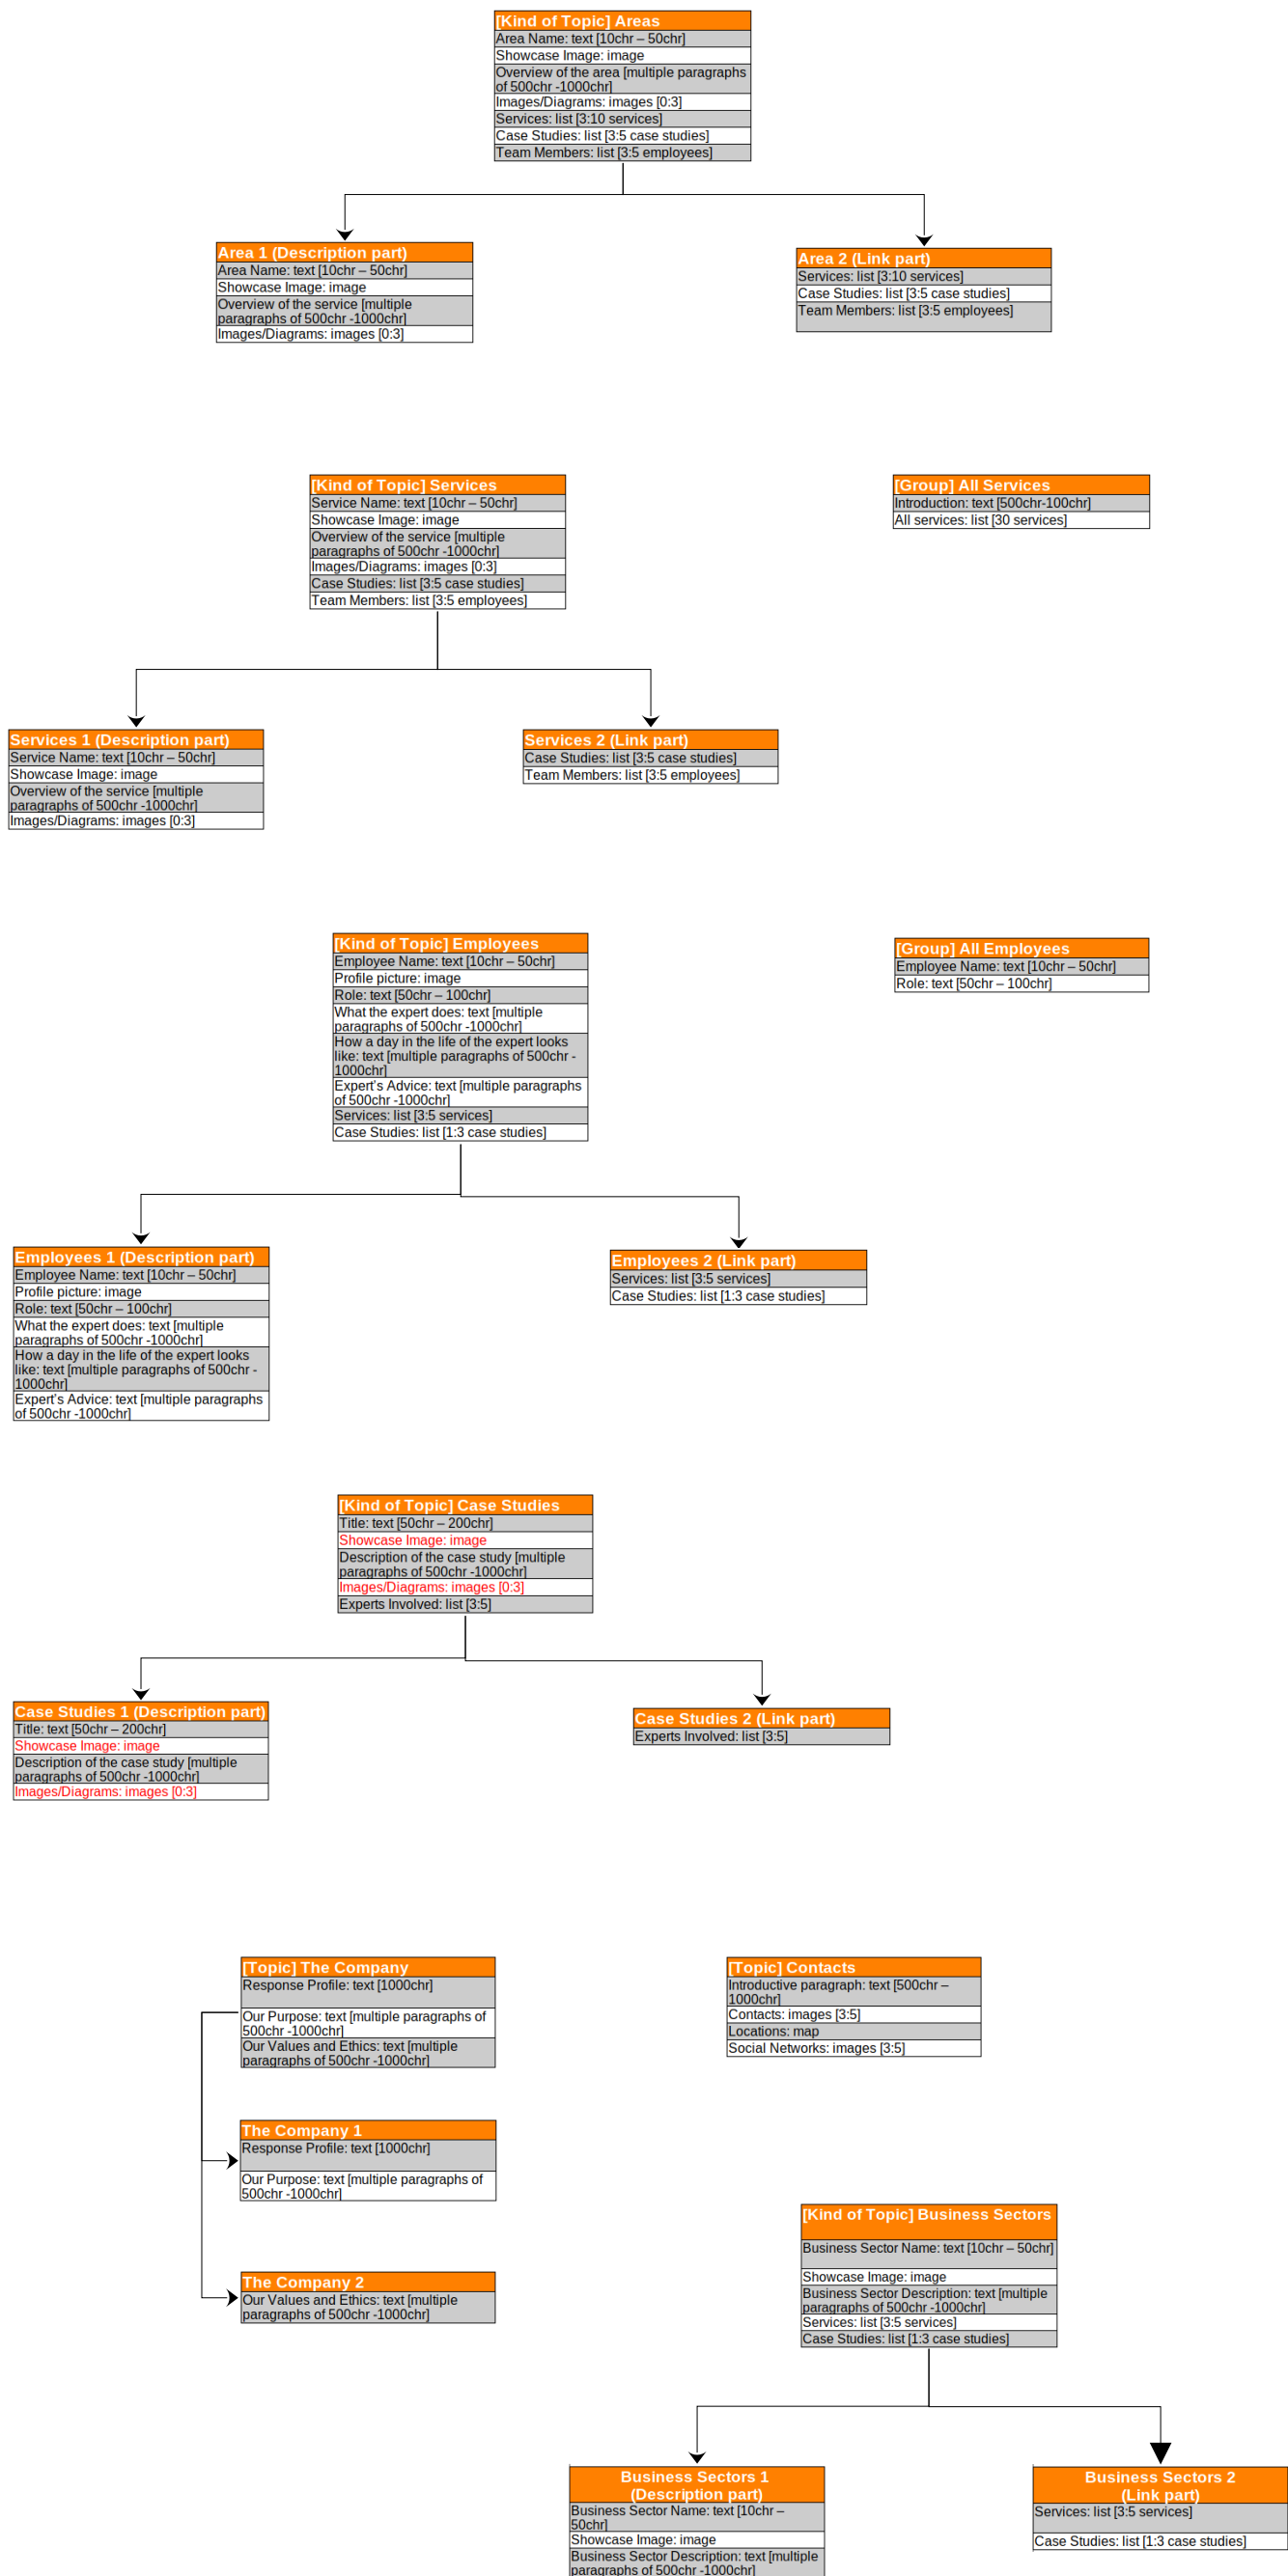 [Kind of Topic] Areas
Area Name: text [10chr – 50chr]
Showcase Image: image
Overview of the area [multiple paragraphs
of 500chr -1000chr]
Images/Diagrams: images [0:3]
Services: list [3:10 services]
Case Studies: list [3:5 case studies]
Team Members: list [3:5 employees]
Area 1 (Description part)
Area Name: text [10chr – 50chr]
Showcase Image: image
Overview of the service [multiple
paragraphs of 500chr -1000chr]
Images/Diagrams: images [0:3]
Area 2 (Link part)
Services: list [3:10 services]
Case Studies: list [3:5 case studies]
Team Members: list [3:5 employees]
[Kind of Topic] Services
Service Name: text [10chr – 50chr]
Showcase Image: image
Overview of the service [multiple
paragraphs of 500chr -1000chr]
Images/Diagrams: images [0:3]
Case Studies: list [3:5 case studies]
Team Members: list [3:5 employees]
[Group] All Services
Introduction: text [500chr-100chr]
All services: list [30 services]
Services 1 (Description part)
Service Name: text [10chr – 50chr]
Showcase Image: image
Overview of the service [multiple
paragraphs of 500chr -1000chr]
Images/Diagrams: images [0:3]
Services 2 (Link part)
Case Studies: list [3:5 case studies]
Team Members: list [3:5 employees]
[Kind of Topic] Employees
Employee Name: text [10chr – 50chr]
Profile picture: image
Role: text [50chr – 100chr]
What the expert does: text [multiple
paragraphs of 500chr -1000chr]
How a day in the life of the expert looks
like: text [multiple paragraphs of 500chr -
1000chr]
Expert's Advice: text [multiple paragraphs
of 500chr -1000chr]
Services: list [3:5 services]
Case Studies: list [1:3 case studies]
[Group] All Employees
Employee Name: text [10chr – 50chr]
Role: text [50chr – 100chr]
Employees 1 (Description part)
Employee Name: text [10chr – 50chr]
Profile picture: image
Role: text [50chr – 100chr]
What the expert does: text [multiple
paragraphs of 500chr -1000chr]
How a day in the life of the expert looks
like: text [multiple paragraphs of 500chr -
1000chr]
Expert's Advice: text [multiple paragraphs
of 500chr -1000chr]
Employees 2 (Link part)
Services: list [3:5 services]
Case Studies: list [1:3 case studies]
[Kind of Topic] Case Studies
Title: text [50chr – 200chr]
Showcase Image: image
Description of the case study [multiple
paragraphs of 500chr -1000chr]
Images/Diagrams: images [0:3]
Experts Involved: list [3:5]
Case Studies 1 (Description part)
Title: text [50chr – 200chr]
Showcase Image: image
Description of the case study [multiple
paragraphs of 500chr -1000chr]
Images/Diagrams: images [0:3]
Case Studies 2 (Link part)
Experts Involved: list [3:5]
[Topic] The Company
Response Profile: text [1000chr]
Our Purpose: text [multiple paragraphs of
500chr -1000chr]
Our Values and Ethics: text [multiple
paragraphs of 500chr -1000chr]
[Topic] Contacts
Introductive paragraph: text [500chr –
1000chr]
Contacts: images [3:5]
Locations: map
Social Networks: images [3:5]
The Company 1
Response Profile: text [1000chr]
Our Purpose: text [multiple paragraphs of
500chr -1000chr]
The Company 2
Our Values and Ethics: text [multiple
paragraphs of 500chr -1000chr]
[Kind of Topic] Business Sectors
Business Sector Name: text [10chr – 50chr]
Showcase Image: image
Business Sector Description: text [multiple
paragraphs of 500chr -1000chr]
Services: list [3:5 services]
Case Studies: list [1:3 case studies]
Business Sectors 1
(Description part)
Business Sector Name: text [10chr –
50chr]
Showcase Image: image
Business Sector Description: text [multiple
paragraphs of 500chr -1000chr]
Business Sectors 2
(Link part)
Services: list [3:5 services]
Case Studies: list [1:3 case studies]